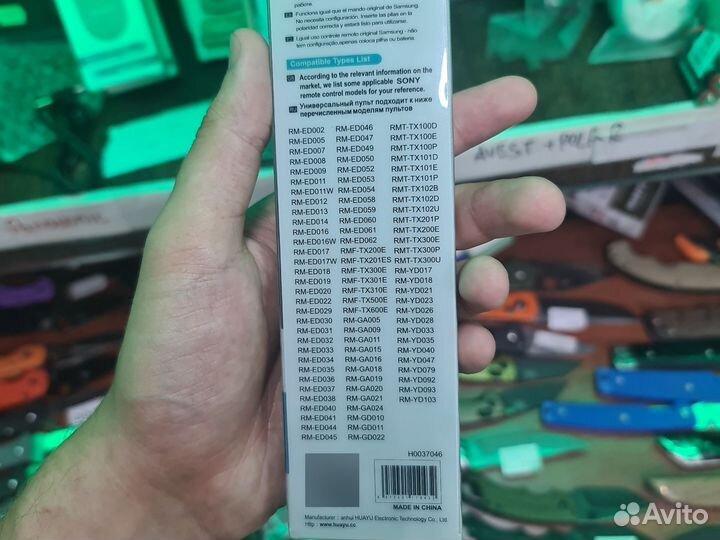 работе.
Funciona igual que el mando original de Samsung.
No necesita configuración. Inserte las pilas en la
polaridad correcta y estará listo para utilizarse.
Igual uso controle remoto original Samsung - não
tem configuração,apenas coloca pilha ou bateria.
Compatible Types List
According to the relevant information on the
market, we list some applicable SONY
remote control models for your reference.
Универсальный пульт подходит к ниже
перечисленным моделям пультов
RM-ED002 RM-ED046 RMT-TX100D
RM-ED005 RM-ED047 RMT-TX100E
RM-ED007 RM-ED049 RMT-TX100P
RM-ED008 RM-ED050 RMT-TX101D
RM-ED009 RM-ED052 RMT-TX101E
RM-ED011 RM-ED053 RMT-TX101P
RM-ED011W RM-ED054 RMT-TX102B
RM-ED012 RM-ED058 RMT-TX102D
RM-ED013 RM-ED059 RMT-TX102U
RM-ED014 RM-ED060 RMT-TX201P
RM-ED016 RM-ED061 RMT-TX200E
RM-ED016W RM-ED062 RMT-TX300E
RM-ED017 RMF-TX200E RMT-TX300P
RM-ED017W RMF-TX201ES RMT-TX300U
RM-ED018 RMF-TX300E RM-YD017
RM-ED019 RMF-TX301E RM-YD018
RM-ED020 RMF-TX310E RM-YD021
RM-ED022 RMF-TX500E RM-YD023
RM-ED029 RMF-TX600E RM-YD026
RM-ED030 RM-GA005 RM-YD028
RM-ED031 RM-GA009 RM-YD033
RM-ED032 RM-GA011 RM-YD035
RM-ED033 RM-GA015 RM-YD040
RM-ED034 RM-GA016 RM-YD047
RM-ED035 RM-GA018 RM-YD079
RM-ED036 RM-GA019 RM-YD092
RM-ED037 RM-GA020 RM-YD093
RM-ED038 RM-GA021 RM-YD103
RM-ED040 RM-GA024
RM-ED041 RM-GD010
RM-ED044 RM-GD011
RM-ED045 RM-GD022
H0037046
MADE IN CHINA
Manufacturer : anhui HUAYU Electronic Technology Co., Ltd.
Http : www.huayu.cc
AVEST + POLAR
Avito